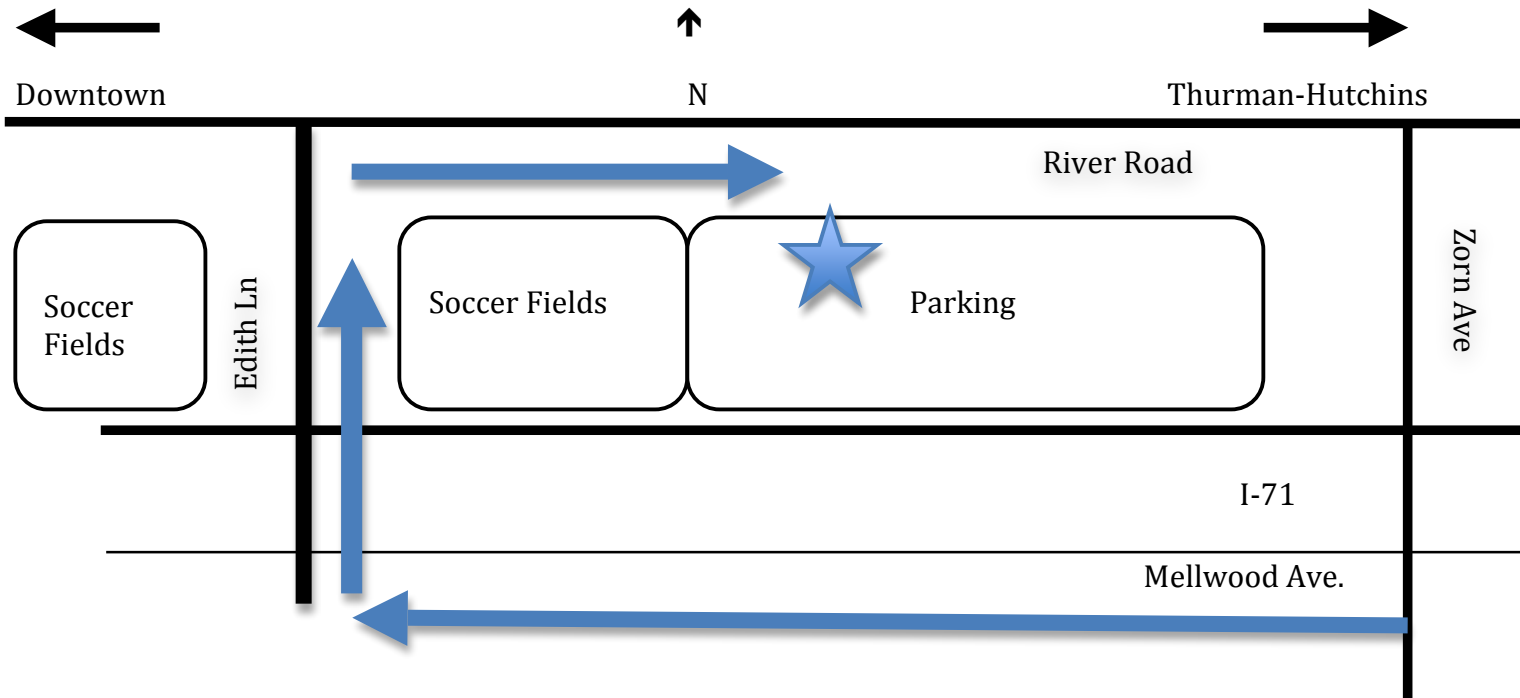 Downtown
N
Thurman-Hutchins
River Road
Soccer
Fields
Edith Ln
Soccer Fields
Parking
Zorn Ave
I-71
Mellwood Ave.